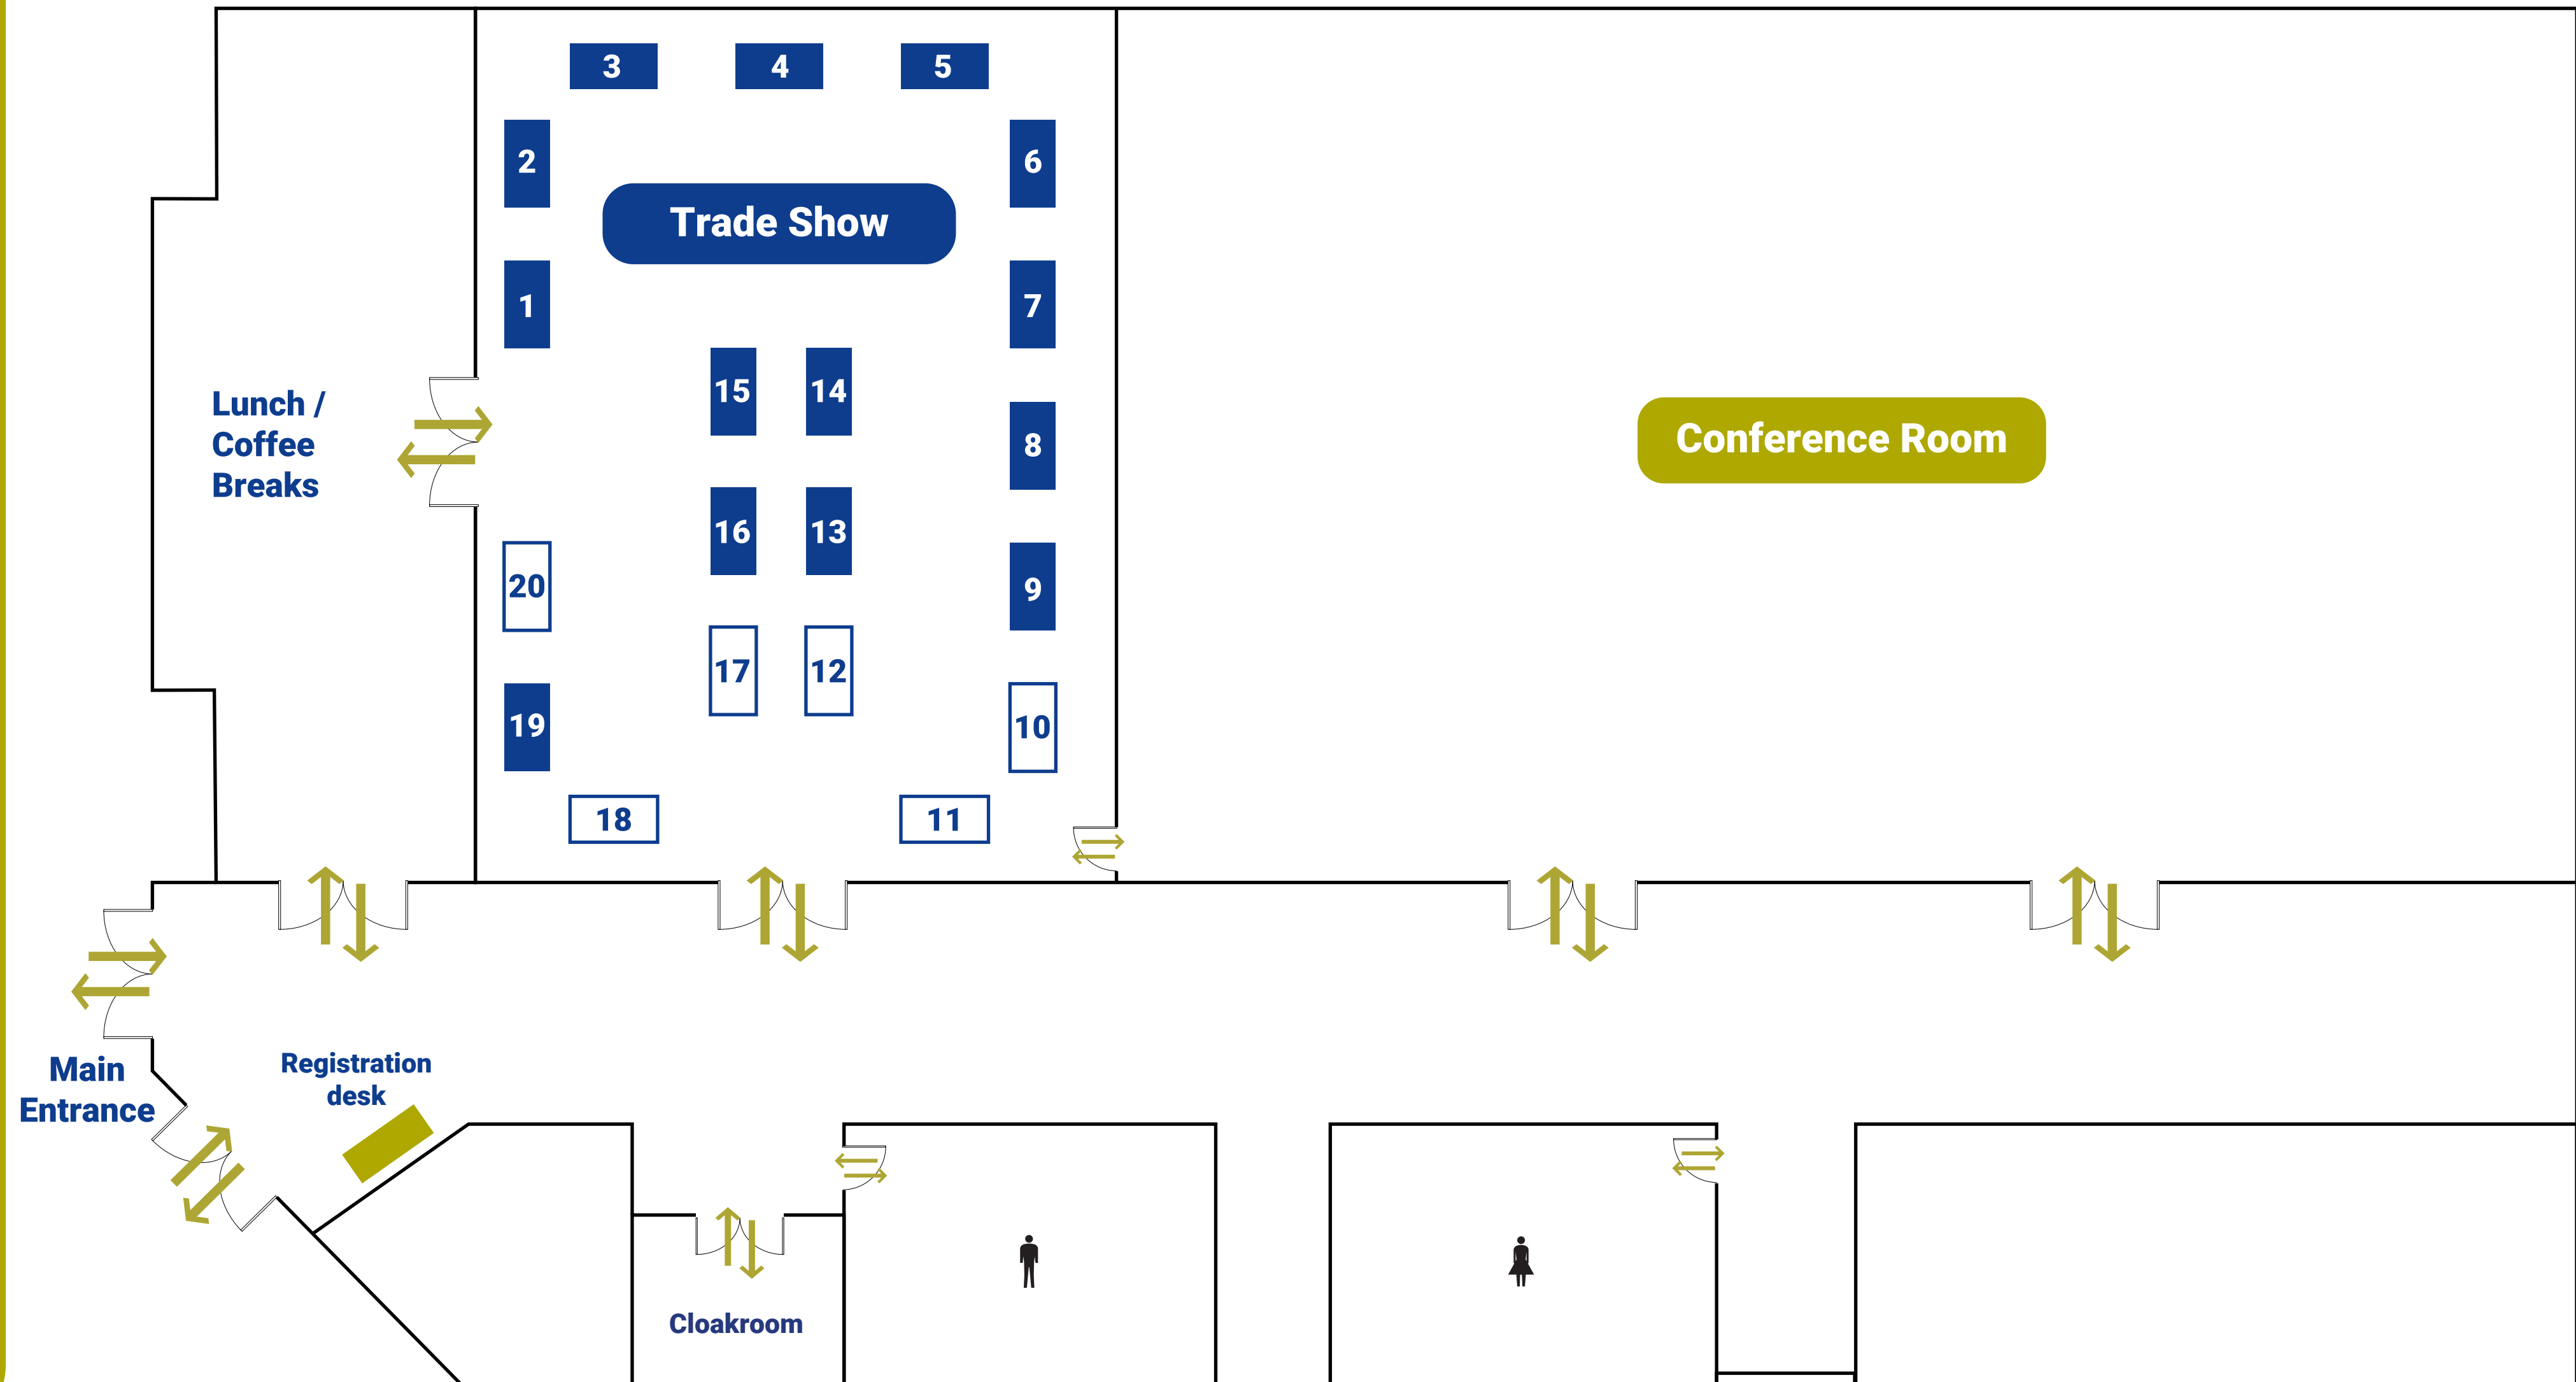 3
4
5
2
6
Trade Show
1
7
15
14
Lunch /
Coffee
Breaks
8
Conference Room
16
13
20
9
17
12
19
10
18
11
Main
Entrance
Registration
desk
Cloakroom